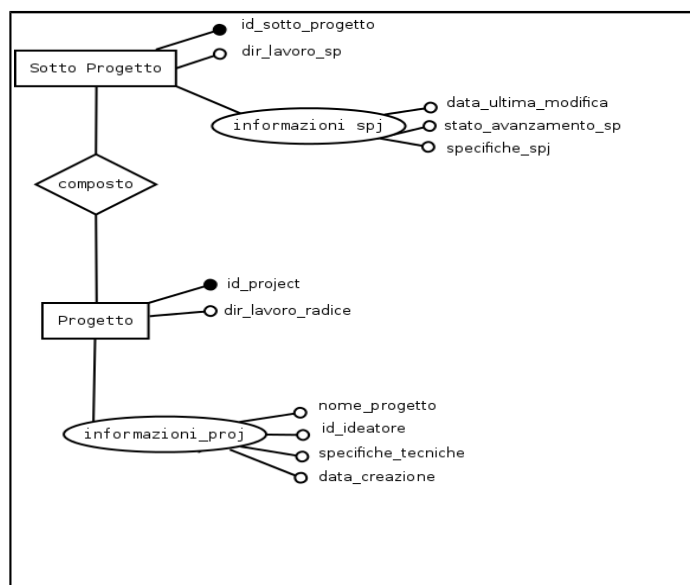 id_sotto_progetto
dir_lavoro_sp
Sotto Progetto
data_ultima_modifica
informazioni spj
stato_avanzamento_sp
specifiche_spj
composto
id_project
dir_lavoro_radice
Progetto
nome_progetto
id_ideatore
informazioni_proj
specifiche_tecniche
data_creazione